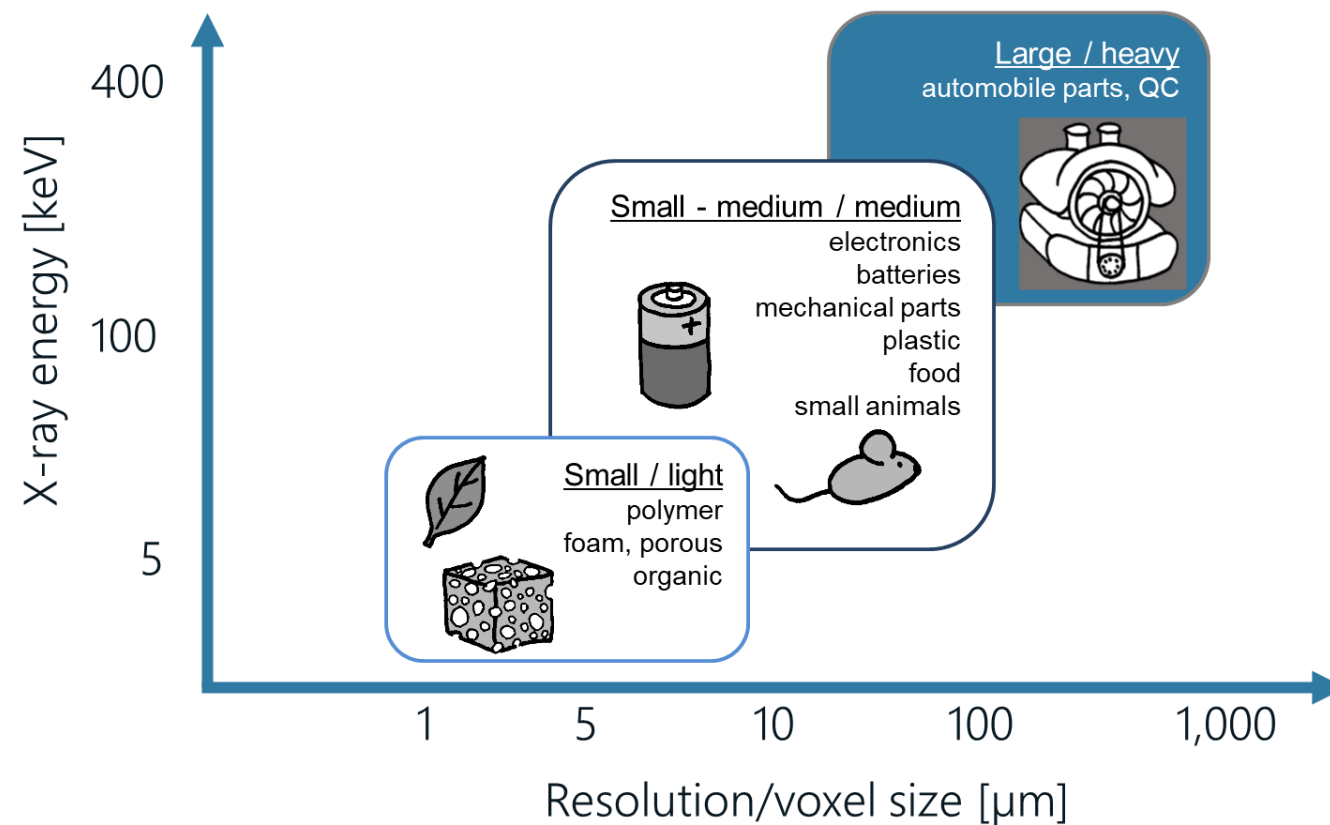 X-ray energy [keV]
400
100
5
Large / heavy
automobile parts, QC
Small - medium / medium
electronics
batteries
mechanical parts
plastic
food
small animals
+
Small / light
polymer
foam, porous
organic
1 5 10 100 1,000
Resolution/voxel size [μm]